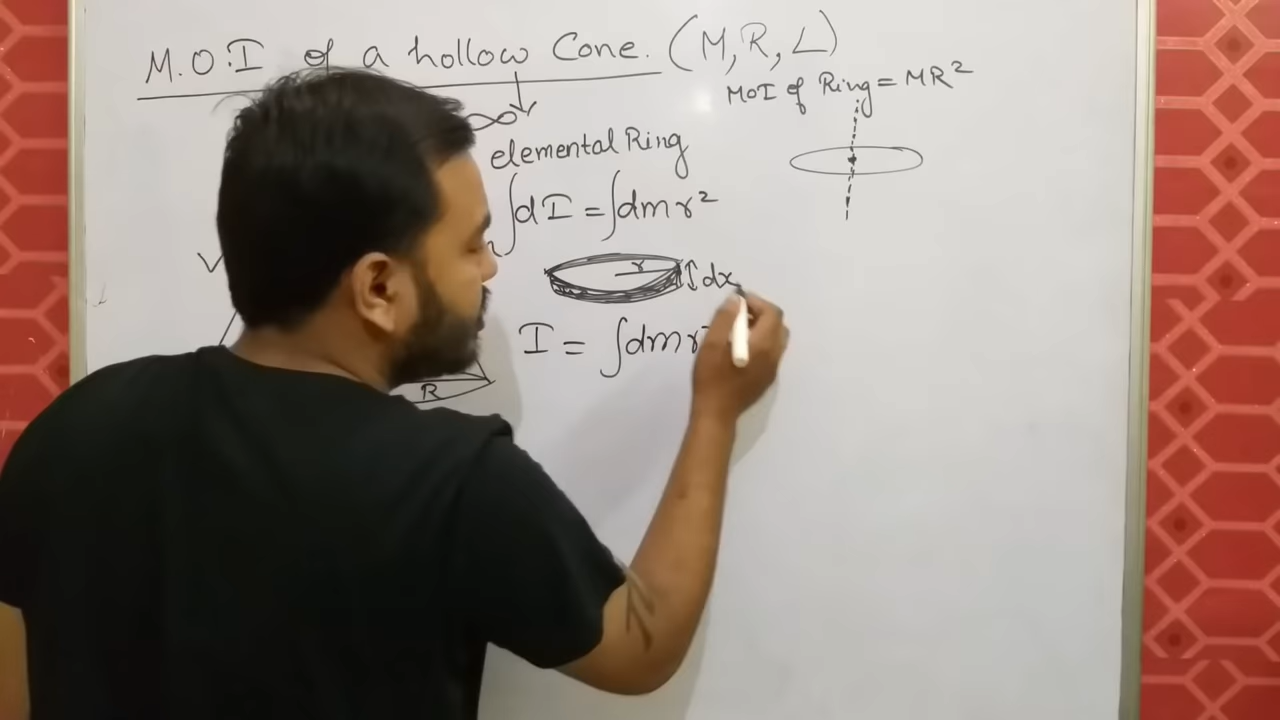 M.O.I of a hollow Cone. (M, R, L)
MOI of Ring = MR²
∞
elemental Ring
∫dI = ∫dm r²
r
dx
I = ∫dm r
R